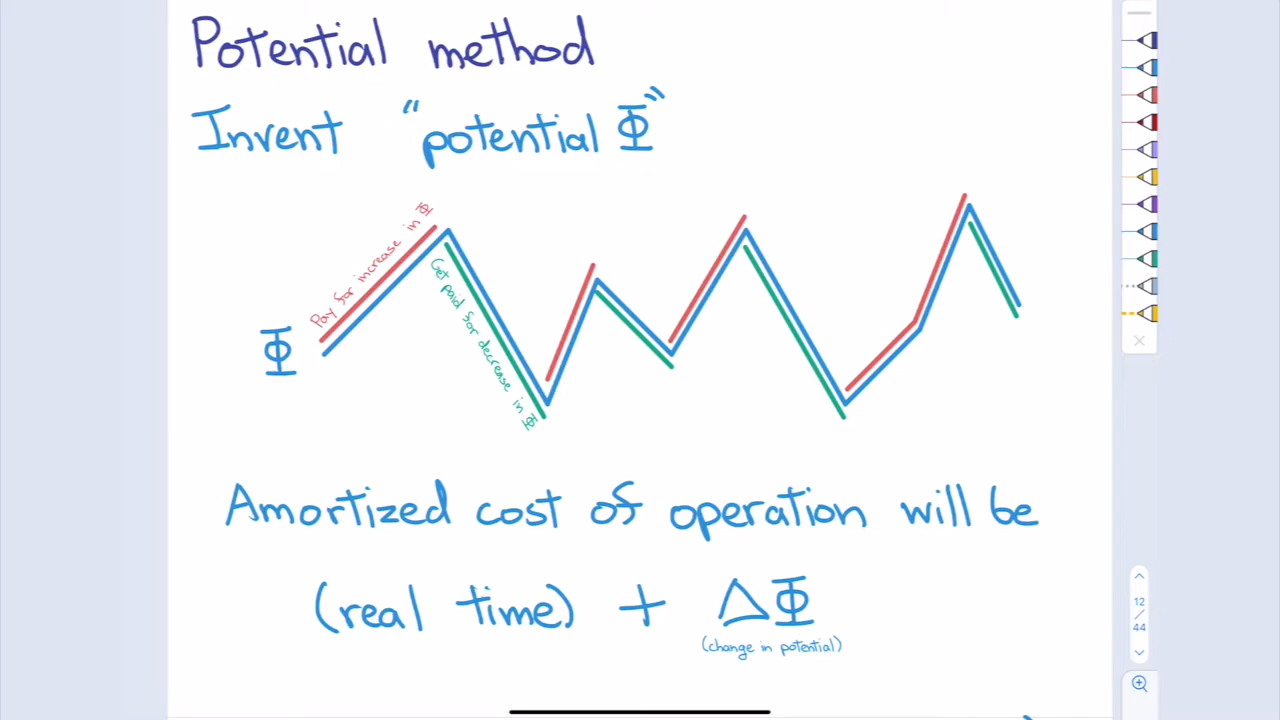 Potential method
Invent "potential Φ"
Pay for increase in Φ
Get paid for decrease in Φ
Φ
Amortized cost of operation will be
(real time) + ΔΦ
(change in potential)
12
/
44